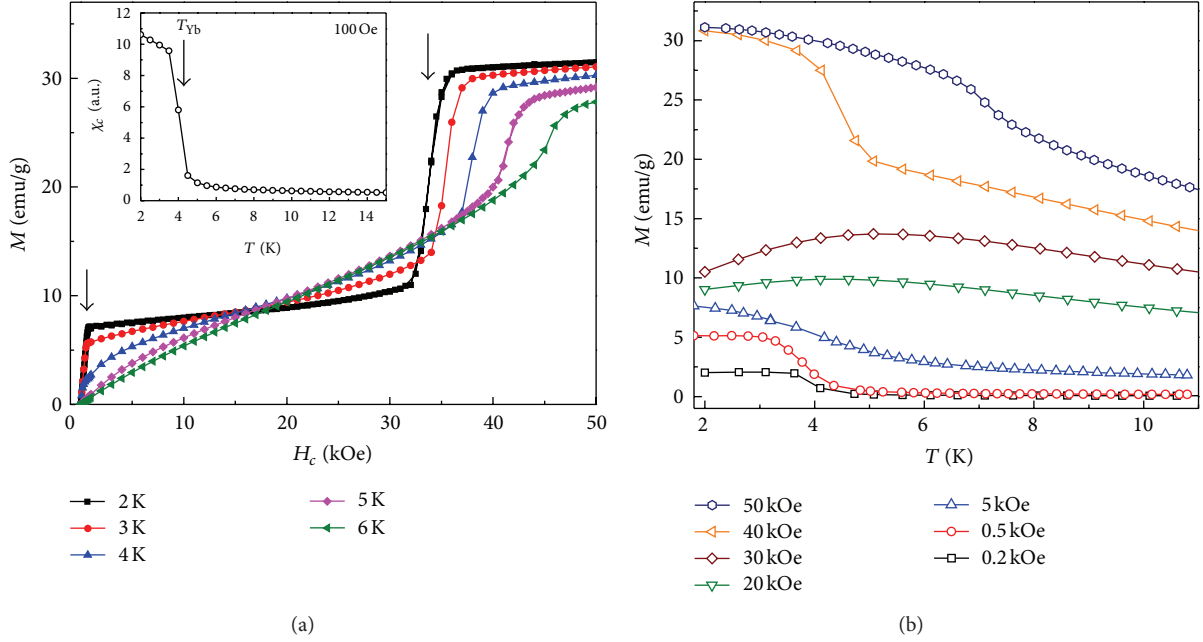 M (emu/g)
30
20
10
0
0
10
20
30
40
50
H_c (kOe)
χ_c (a.u.)
12
10
8
6
4
2
0
2
4
6
8
10
12
14
T (K)
T_Yb
100 Oe
2 K
3 K
4 K
5 K
6 K
(a)
M (emu/g)
30
25
20
15
10
5
0
2
4
6
8
10
T (K)
50 kOe
40 kOe
30 kOe
20 kOe
5 kOe
0.5 kOe
0.2 kOe
(b)